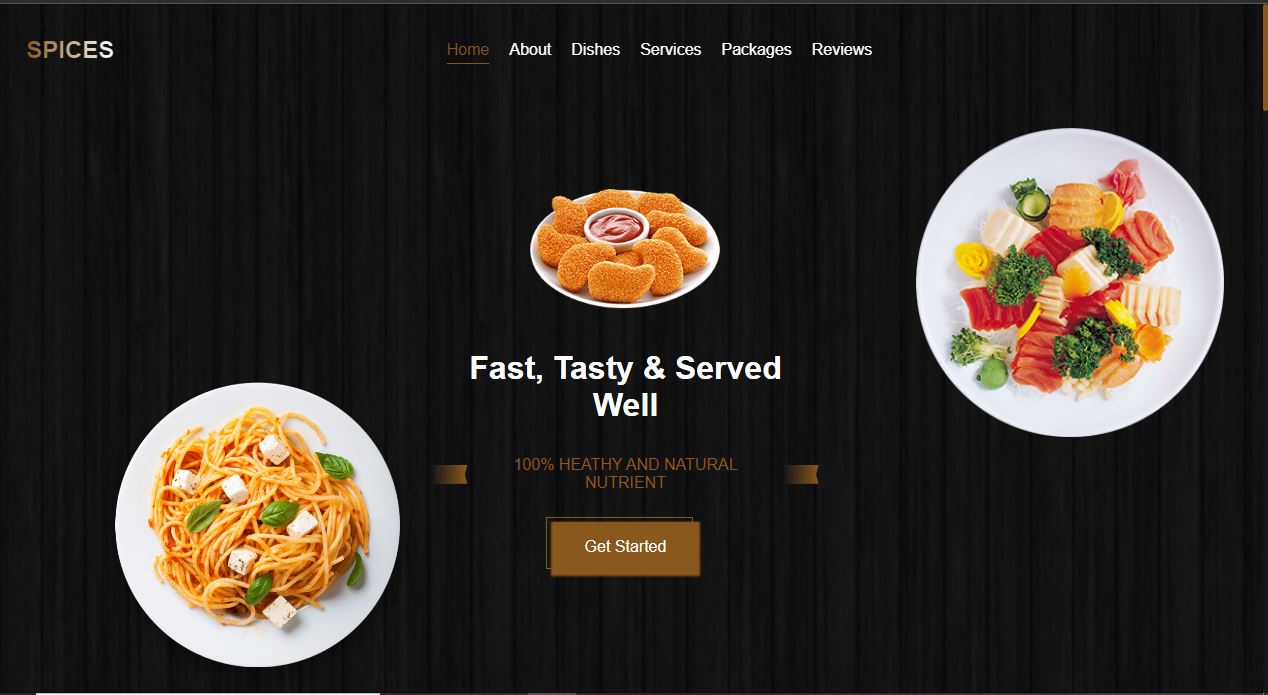 SPICES
Home About Dishes Services Packages Reviews
Fast, Tasty & Served
Well
100% HEATHY AND NATURAL
NUTRIENT
Get Started